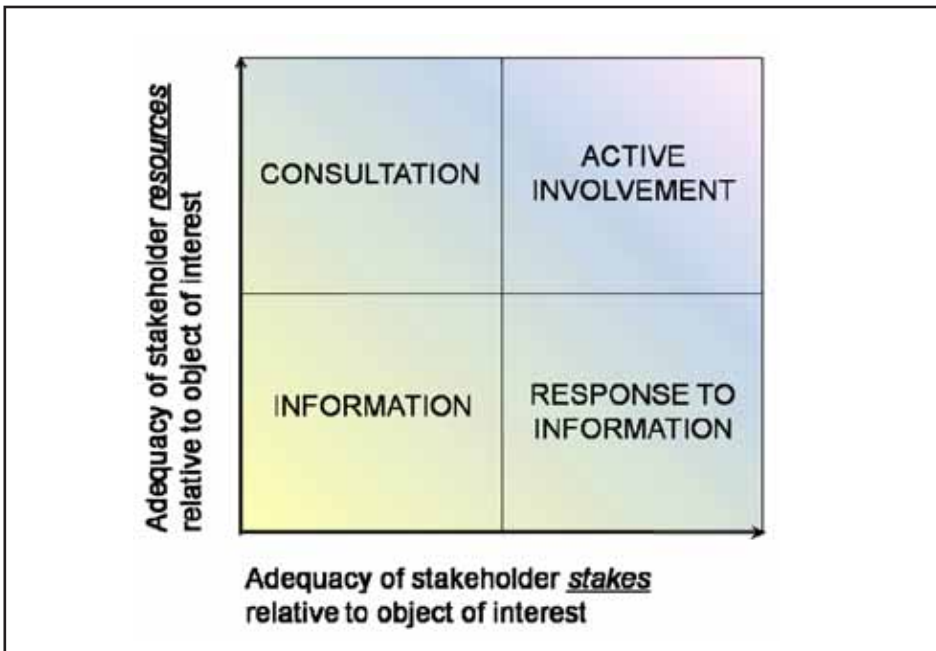 Adequacy of stakeholder resources
relative to object of interest
CONSULTATION
ACTIVE
INVOLVEMENT
INFORMATION
RESPONSE TO
INFORMATION
Adequacy of stakeholder stakes
relative to object of interest